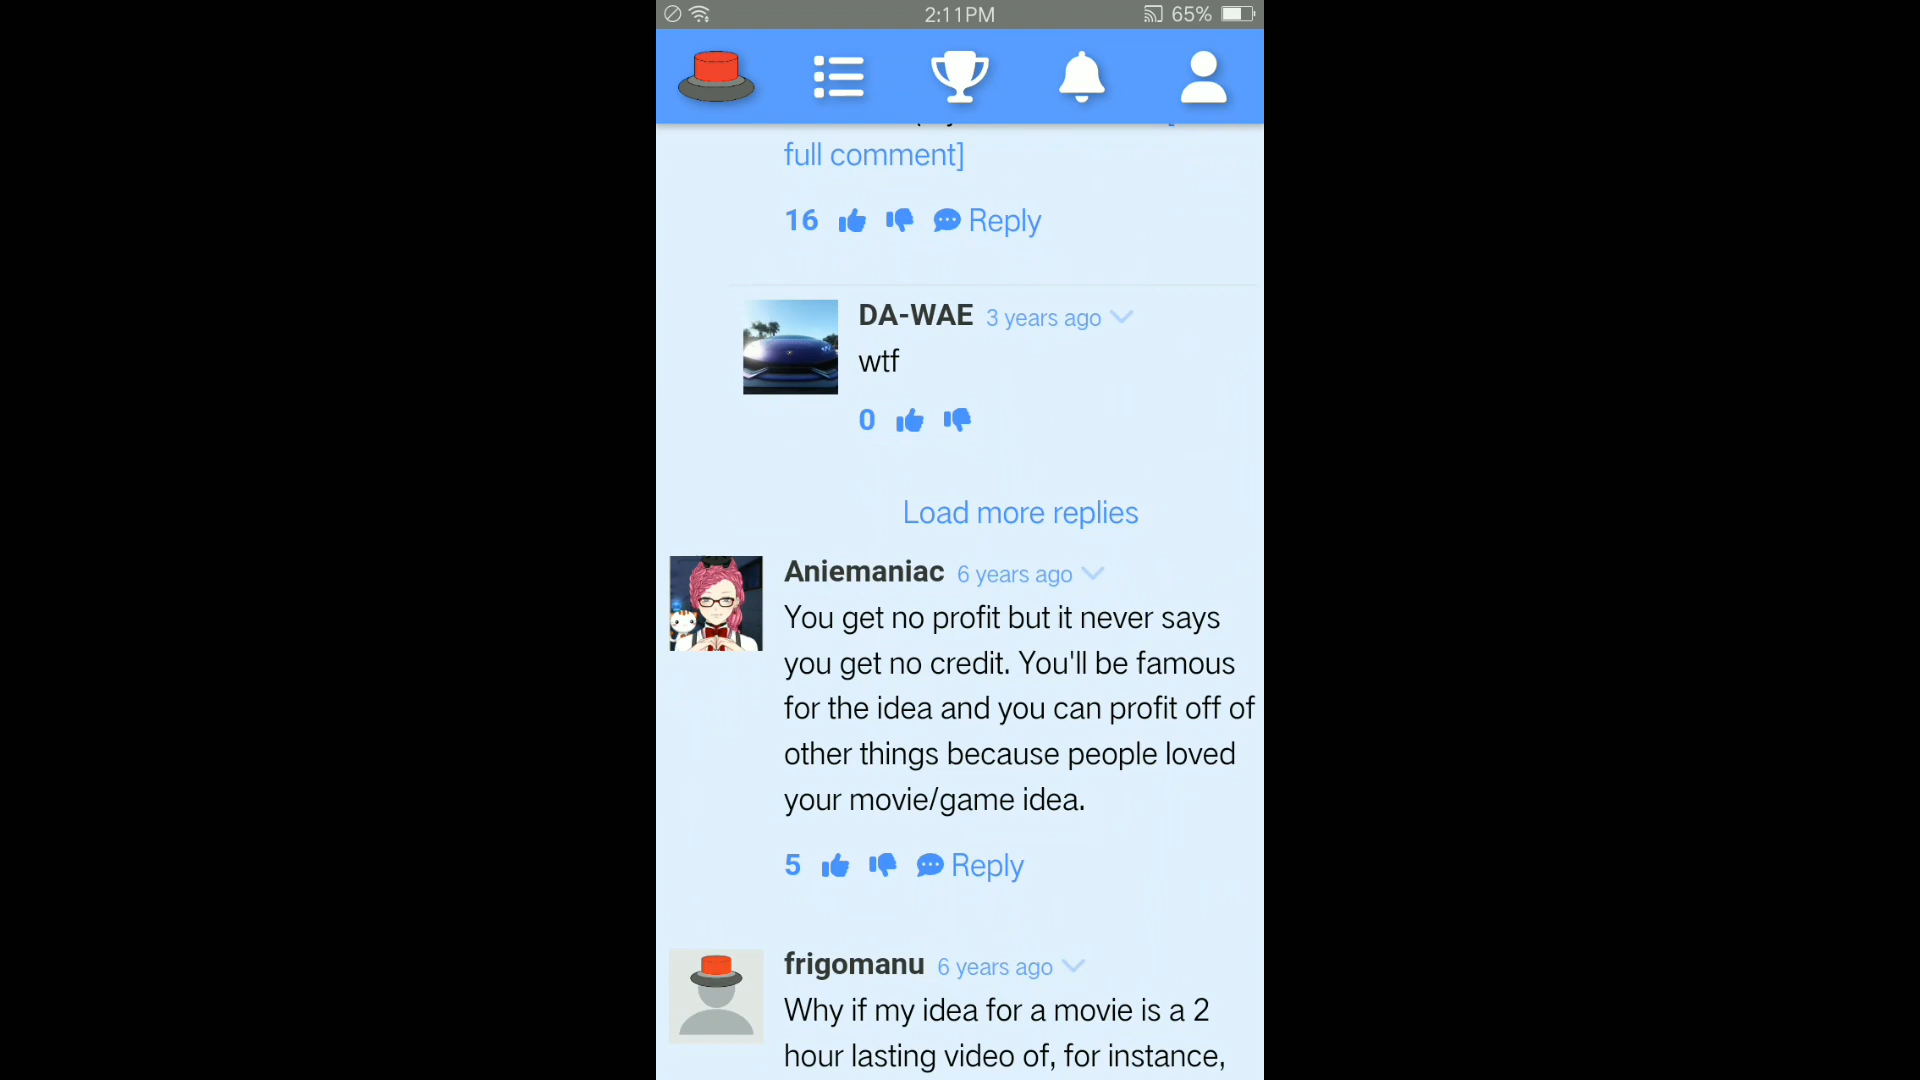 2:11PM
65%
full comment]
16 Reply
DA-WAE 3 years ago
wtf
0
Load more replies
Aniemaniac 6 years ago
You get no profit but it never says
you get no credit. You'll be famous
for the idea and you can profit off of
other things because people loved
your movie/game idea.
5 Reply
frigomanu 6 years ago
Why if my idea for a movie is a 2
hour lasting video of, for instance,